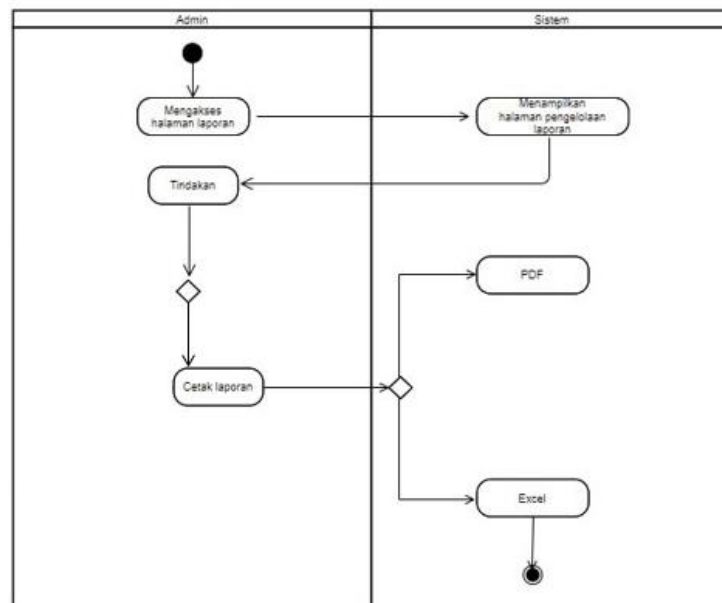 Admin
Sistem
Mengakses
halaman laporan
Menampilkan
halaman pengelolaan
laporan
Tindakan
PDF
Cetak laporan
Excel